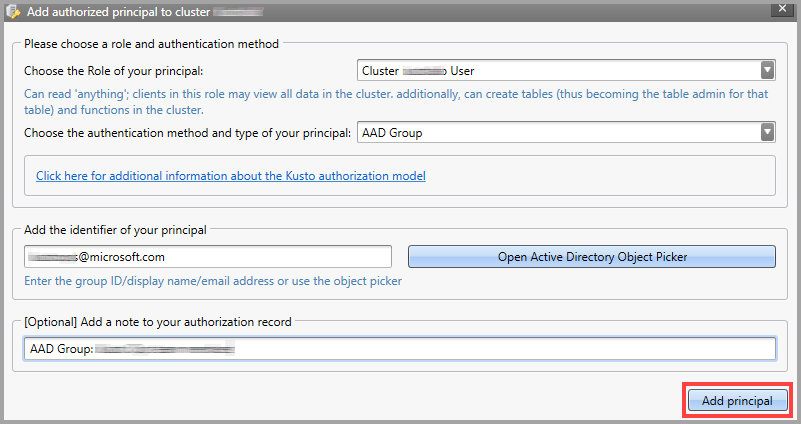 Add authorized principal to cluster
Please choose a role and authentication method
Choose the Role of your principal:
Cluster User
Can read 'anything'; clients in this role may view all data in the cluster. additionally, can create tables (thus becoming the table admin for that
table) and functions in the cluster.
Choose the authentication method and type of your principal:
AAD Group
Click here for additional information about the Kusto authorization model
Add the identifier of your principal
@microsoft.com
Open Active Directory Object Picker
Enter the group ID/display name/email address or use the object picker
[Optional] Add a note to your authorization record
AAD Group:
Add principal